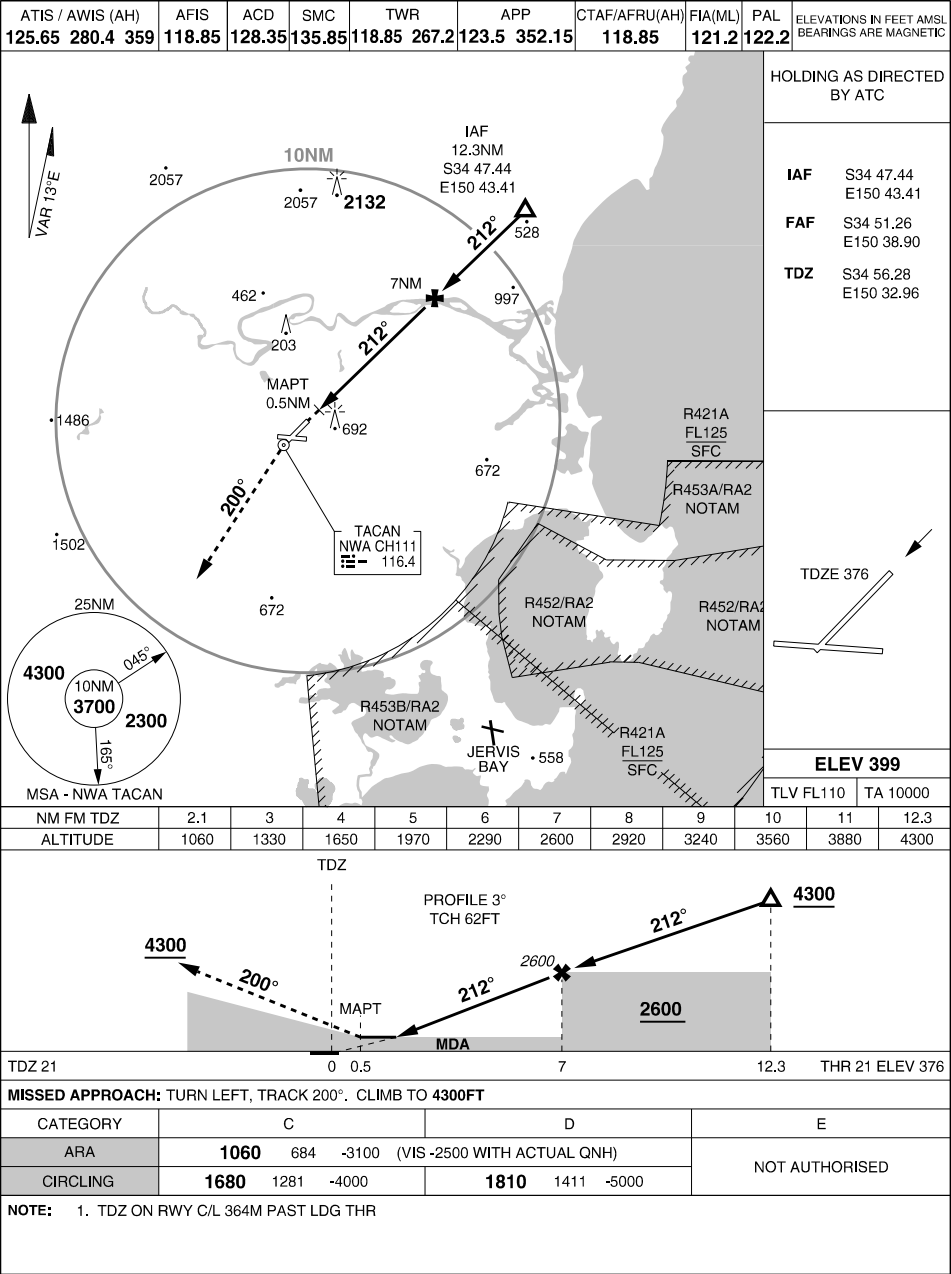 ATIS / AWIS (AH) AFIS ACD SMC TWR APP CTAF/AFRU(AH) FIA(ML) PAL
125.65 280.4 359 118.85 128.35 135.85 118.85 267.2 123.5 352.15 118.85 121.2 122.2
ELEVATIONS IN FEET AMSL
BEARINGS ARE MAGNETIC
HOLDING AS DIRECTED
BY ATC
IAF S34 47.44
E150 43.41
FAF S34 51.26
E150 38.90
TDZ S34 56.28
E150 32.96
VAR 13°E
2057
10NM
2057
2132
IAF
12.3NM
S34 47.44
E150 43.41
528
212°
7NM
997
462
203
212°
MAPT
0.5NM
692
1486
672
200°
1502
TACAN
NWA CH111
116.4
672
R421A
FL125
SFC
R453A/RA2
NOTAM
R452/RA2
NOTAM
R452/RA2
NOTAM
R453B/RA2
NOTAM
JERVIS
BAY
558
R421A
FL125
SFC
25NM
4300
045°
10NM
3700
2300
165°
MSA - NWA TACAN
TDZE 376
ELEV 399
TLV FL110 TA 10000
NM FM TDZ 2.1 3 4 5 6 7 8 9 10 11 12.3
ALTITUDE 1060 1330 1650 1970 2290 2600 2920 3240 3560 3880 4300
TDZ
PROFILE 3°
TCH 62FT
4300
212°
4300
2600
200°
212°
MAPT
2600
MDA
TDZ 21 0 0.5 7 12.3 THR 21 ELEV 376
MISSED APPROACH: TURN LEFT, TRACK 200°. CLIMB TO 4300FT
CATEGORY C D E
ARA 1060 684 -3100 (VIS -2500 WITH ACTUAL QNH) NOT AUTHORISED
CIRCLING 1680 1281 -4000 1810 1411 -5000
NOTE: 1. TDZ ON RWY C/L 364M PAST LDG THR